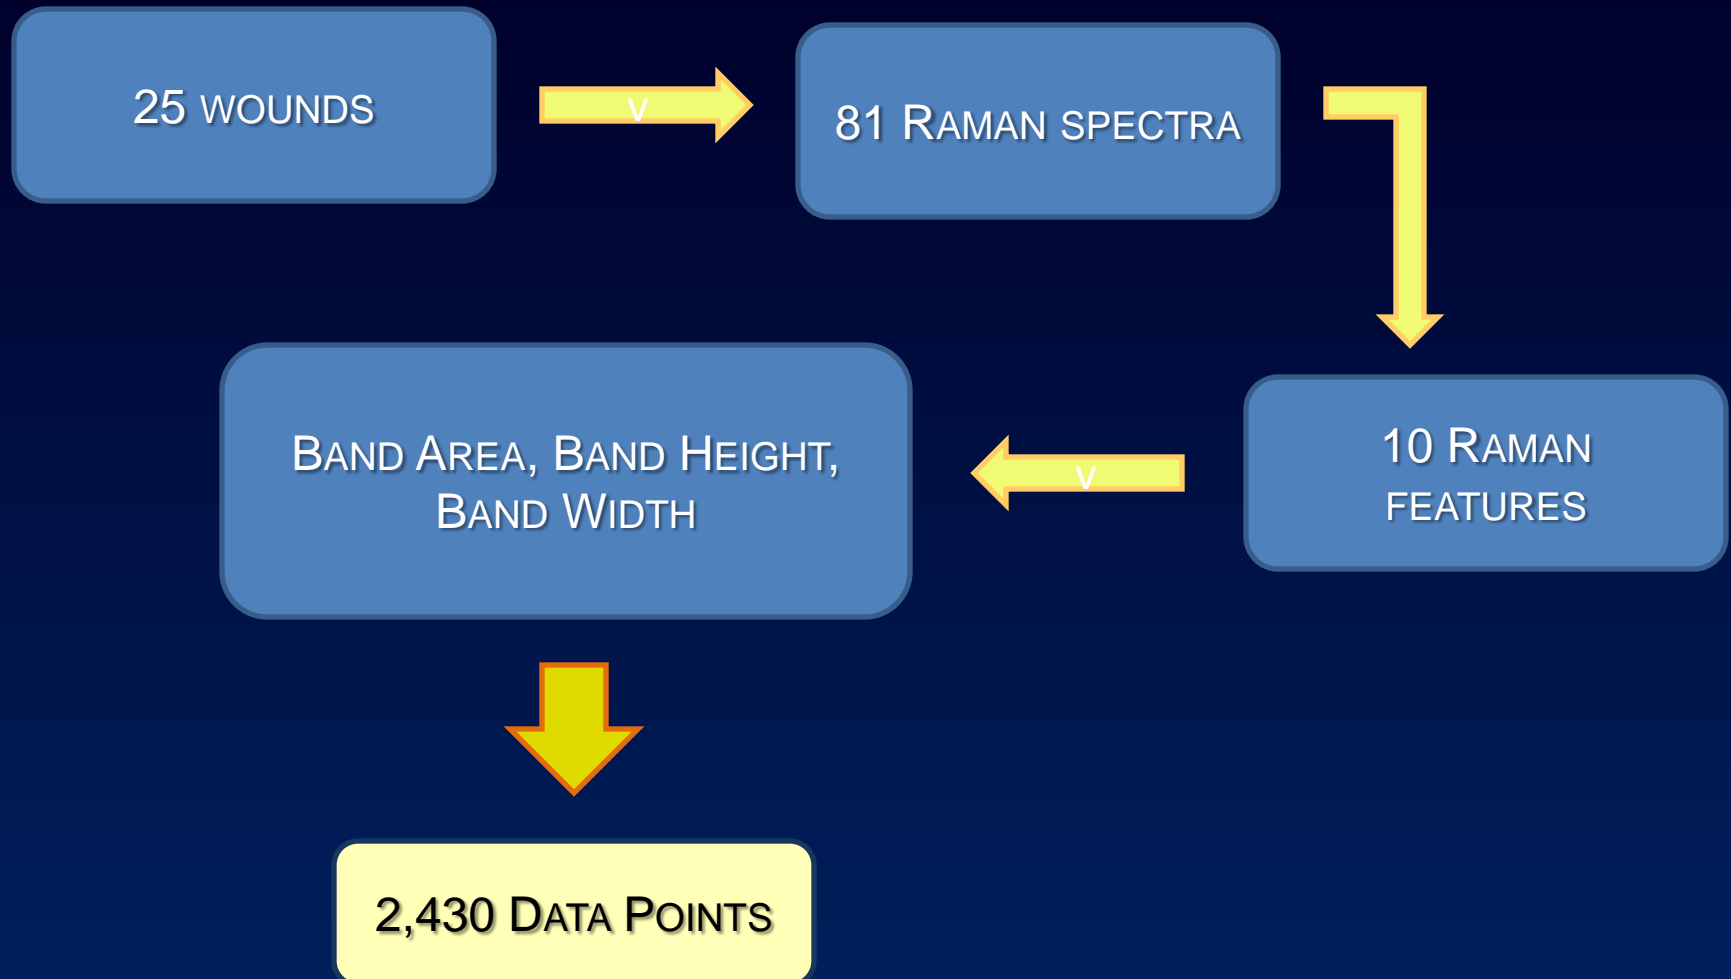 25 WOUNDS
V
81 RAMAN SPECTRA
10 RAMAN
FEATURES
V
BAND AREA, BAND HEIGHT,
BAND WIDTH
2,430 DATA POINTS